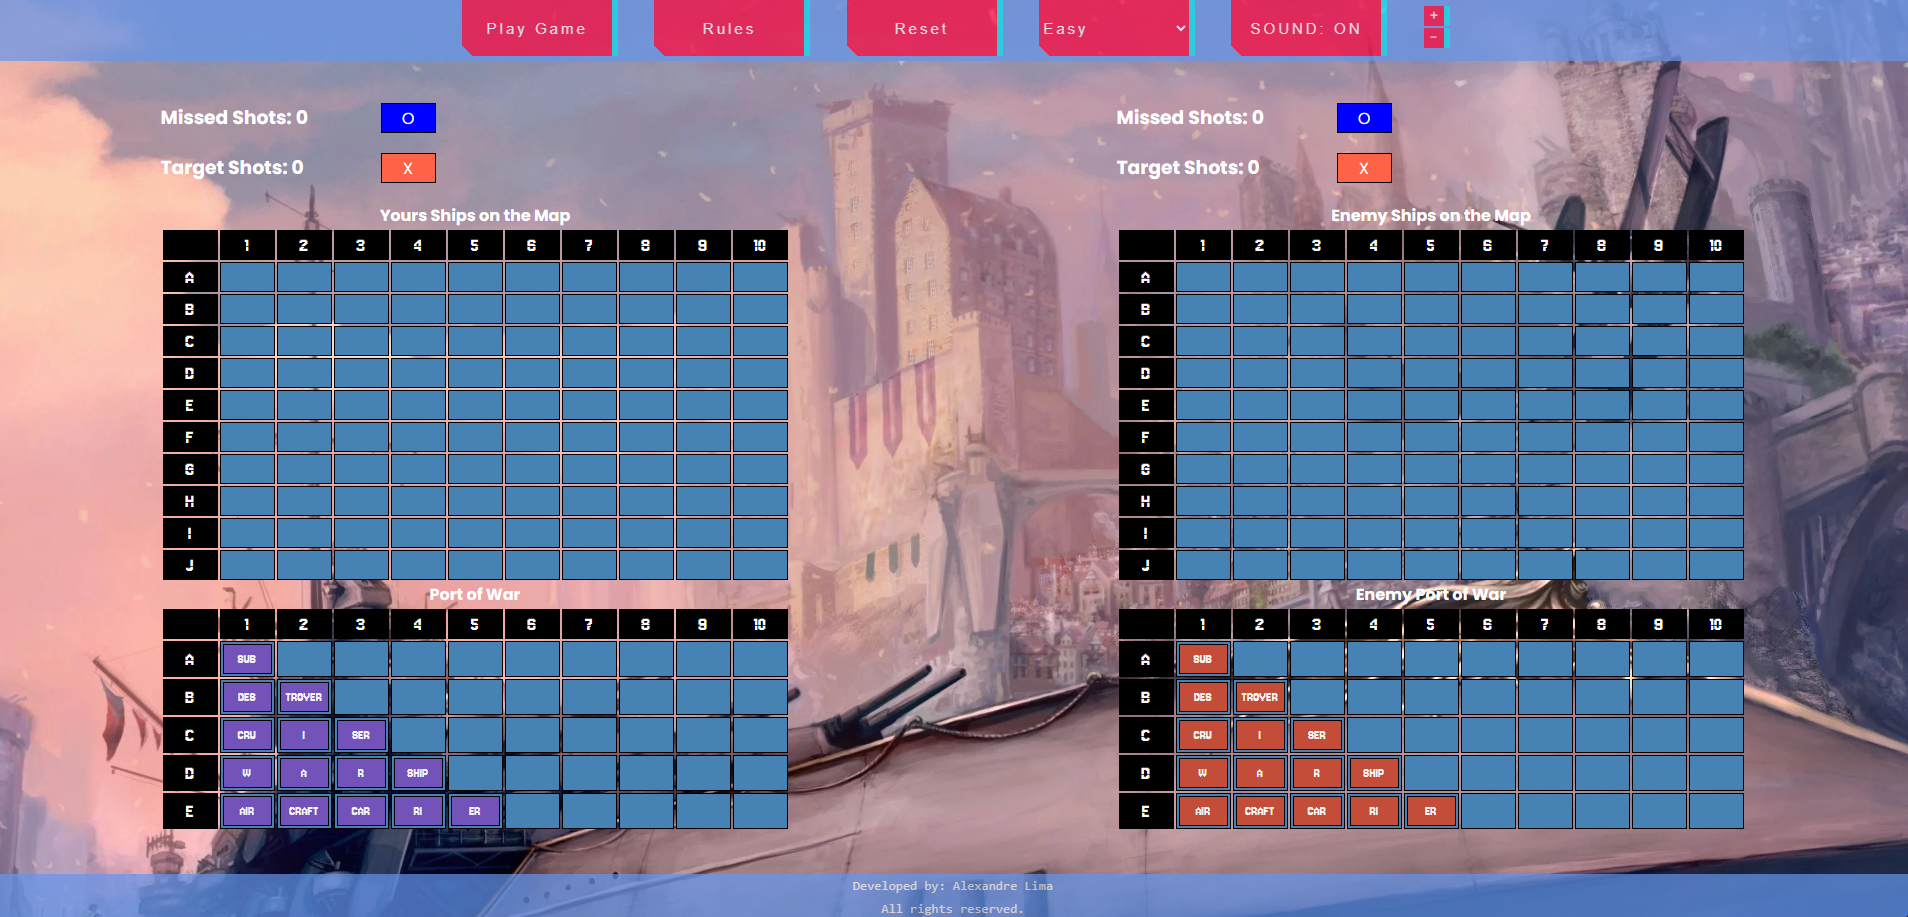 Play Game Rules Reset Easy SOUND: ON + -
Missed Shots: 0 O
Target Shots: 0 X
Yours Ships on the Map
1 2 3 4 5 6 7 8 9 10
A
B
C
D
E
F
G
H
I
J
Port of War
1 2 3 4 5 6 7 8 9 10
A SUB
B DES TROYER
C CRU I SER
D W A R SHIP
E AIR CRAFT CAR RI ER
Missed Shots: 0 O
Target Shots: 0 X
Enemy Ships on the Map
1 2 3 4 5 6 7 8 9 10
A
B
C
D
E
F
G
H
I
J
Enemy Port of War
1 2 3 4 5 6 7 8 9 10
A SUB
B DES TROYER
C CRU I SER
D W A R SHIP
E AIR CRAFT CAR RI ER
Developed by: Alexandre Lima
All rights reserved.